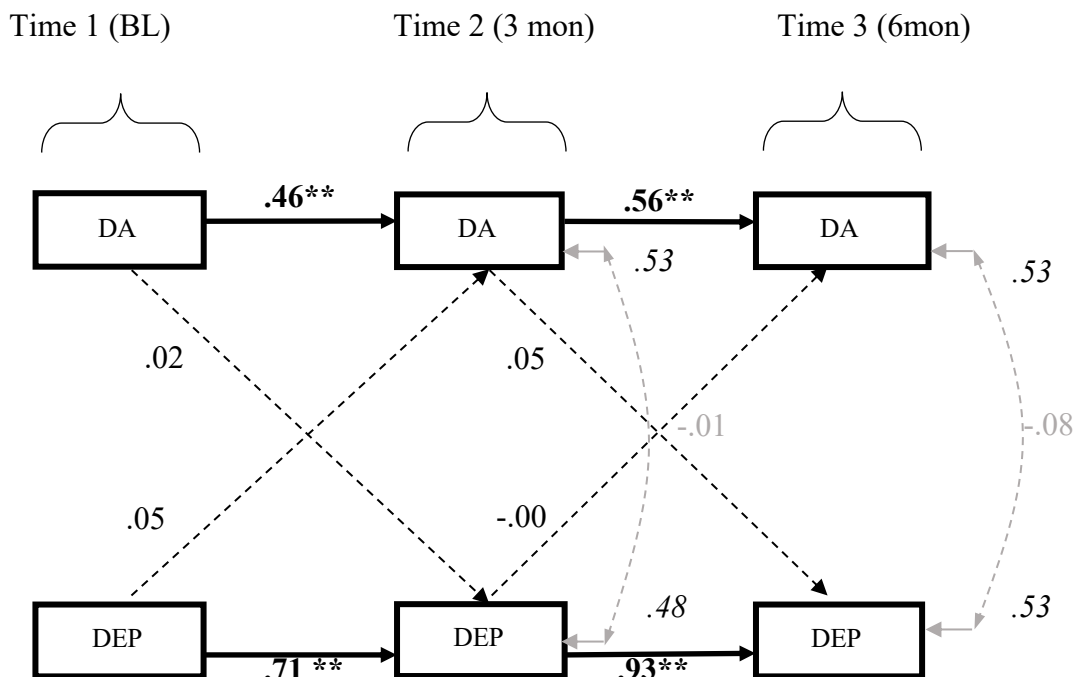 Time 1 (BL)
Time 2 (3 mon)
Time 3 (6mon)
.46**
.56**
DA
DA
DA
.53
.53
.02
.05
-.01
-.08
.05
-.00
.48
.53
DEP
DEP
DEP
.71 **
.93**